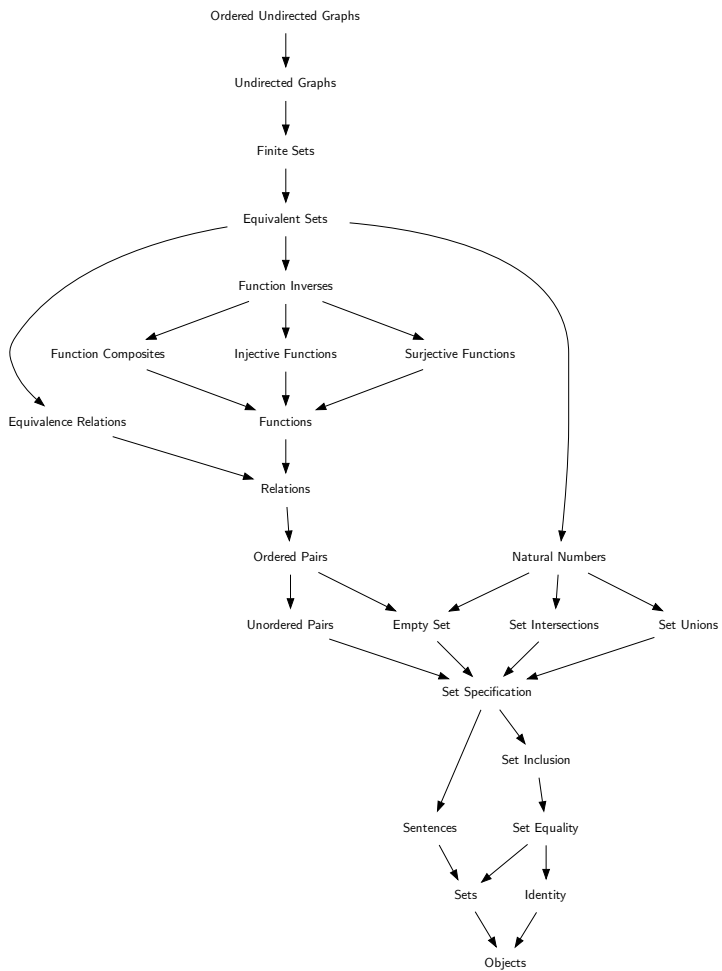 Ordered Undirected Graphs
Undirected Graphs
Finite Sets
Equivalent Sets
Function Inverses
Function Composites
Injective Functions
Surjective Functions
Equivalence Relations
Functions
Relations
Ordered Pairs
Natural Numbers
Unordered Pairs
Empty Set
Set Intersections
Set Unions
Set Specification
Set Inclusion
Sentences
Set Equality
Sets
Identity
Objects